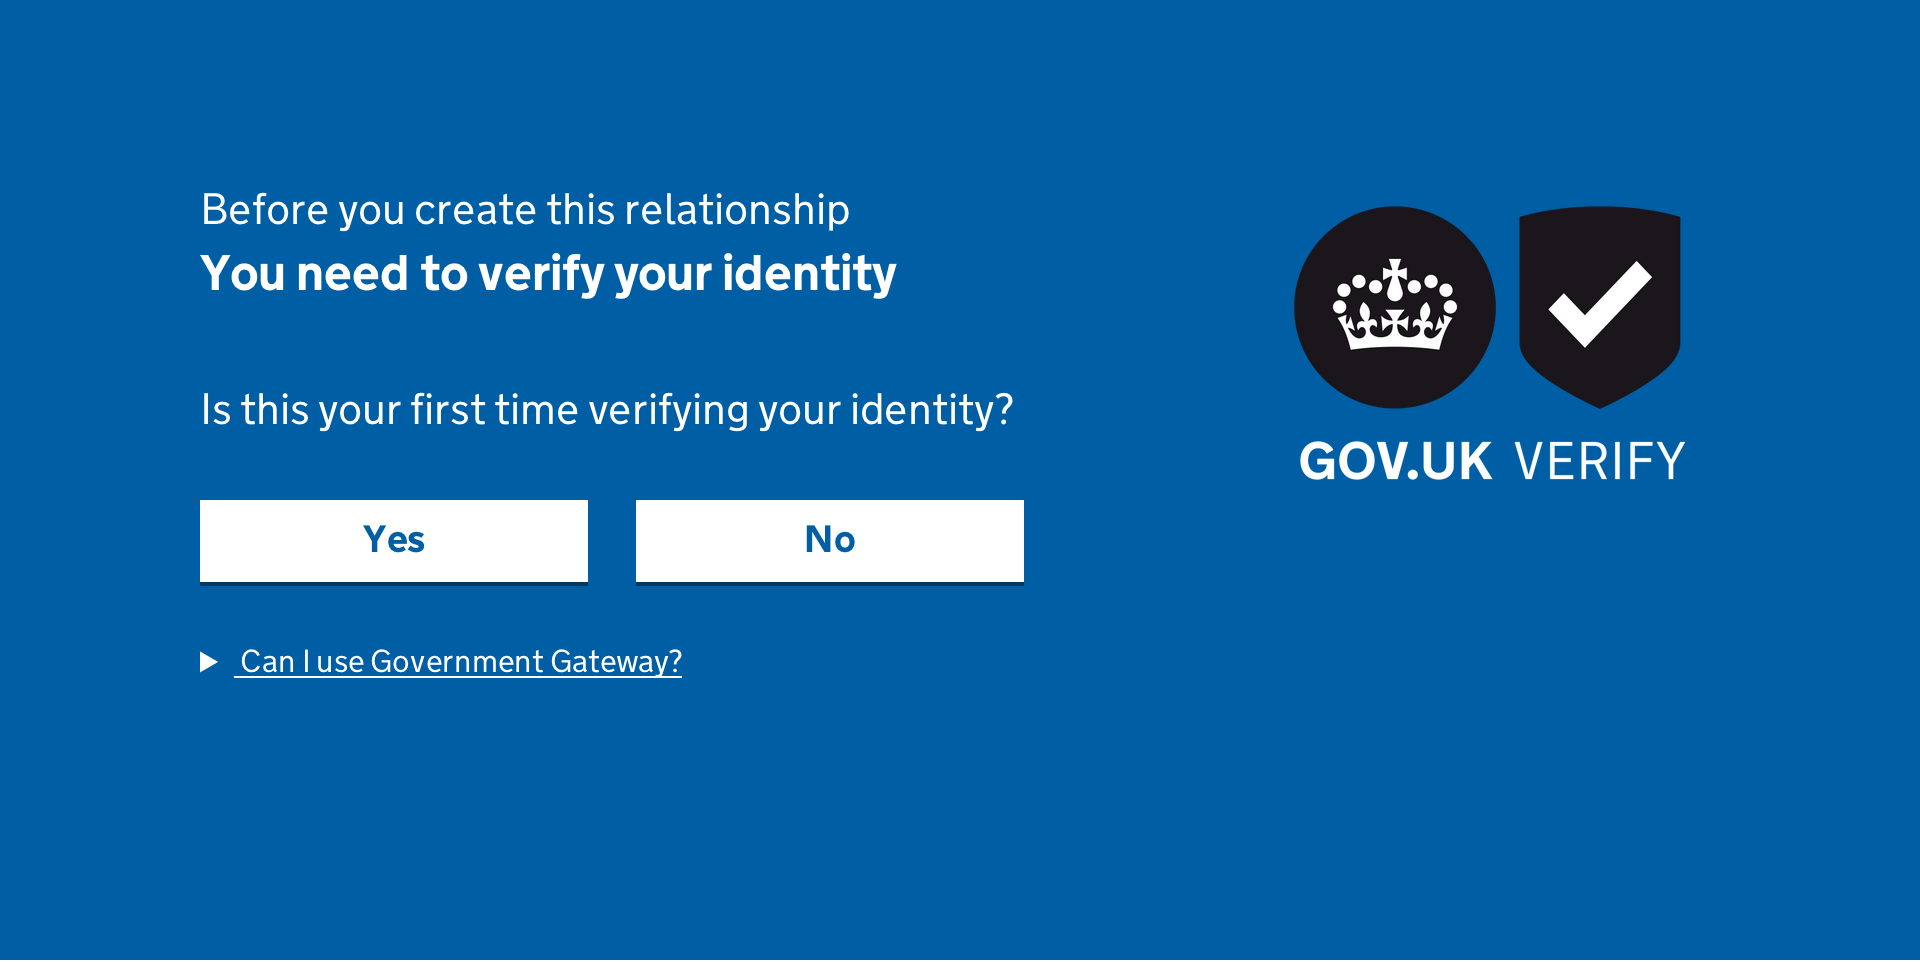 Before you create this relationship
You need to verify your identity
Is this your first time verifying your identity?
Yes
No
Can I use Government Gateway?
GOV.UK VERIFY